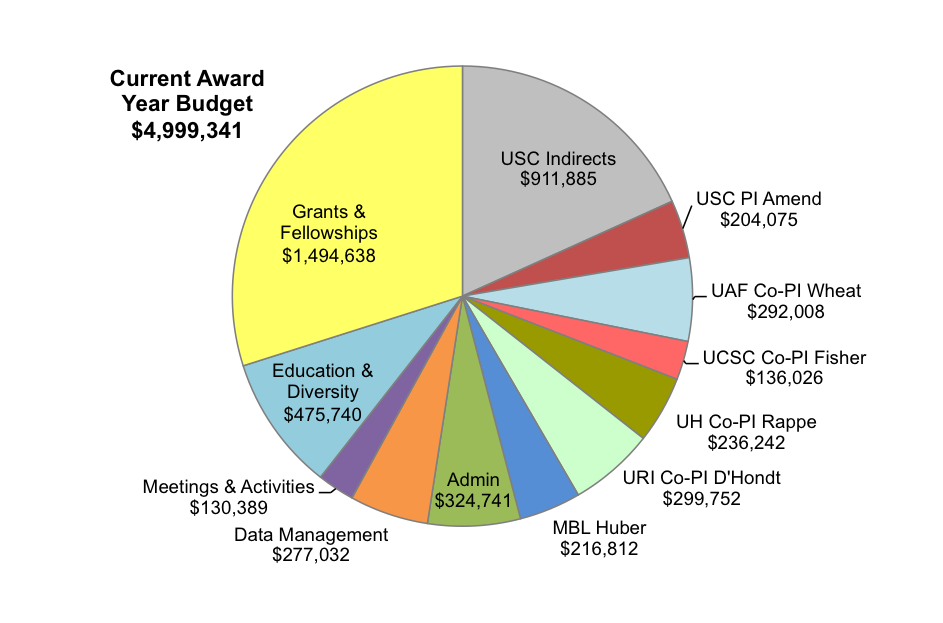 Current Award
Year Budget
$4,999,341
USC Indirects
$911,885
USC PI Amend
$204,075
UAF Co-PI Wheat
$292,008
UCSC Co-PI Fisher
$136,026
UH Co-PI Rappe
$236,242
URI Co-PI D'Hondt
$299,752
MBL Huber
$216,812
Admin
$324,741
Data Management
$277,032
Meetings & Activities
$130,389
Education &
Diversity
$475,740
Grants &
Fellowships
$1,494,638